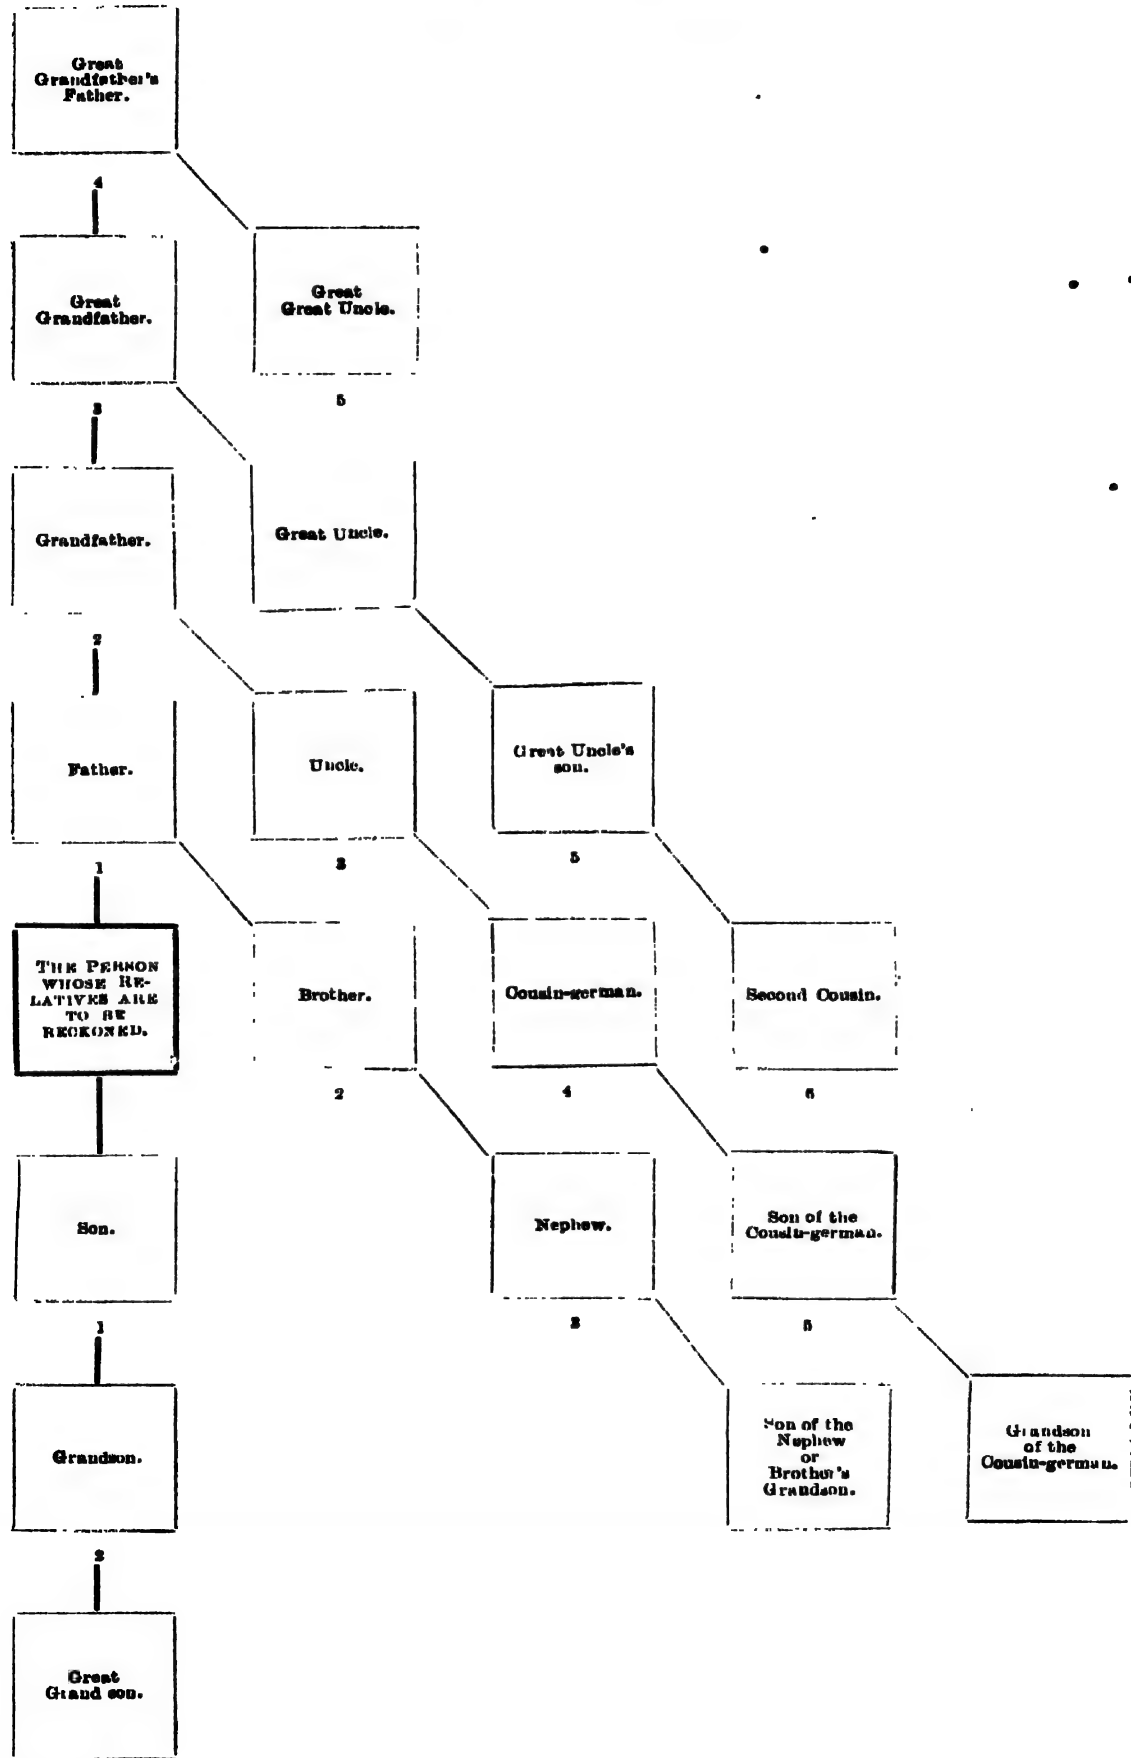 Great
Grandfather's
Father.
4
Great
Grandfather.
3
Great
Great Uncle.
5
Grandfather.
2
Great Uncle.
Father.
1
Uncle.
3
Great Uncle's
son.
5
THE PERSON
WHOSE RE-
LATIVES ARE
TO BE
RECKONED.
Brother.
2
Cousin-german.
4
Second Cousin.
6
Son.
1
Nephew.
3
Son of the
Cousin-german.
5
Grandson.
2
Son of the
Nephew
or
Brother's
Grandson.
Grandson
of the
Cousin-german.
Great
Grand son.